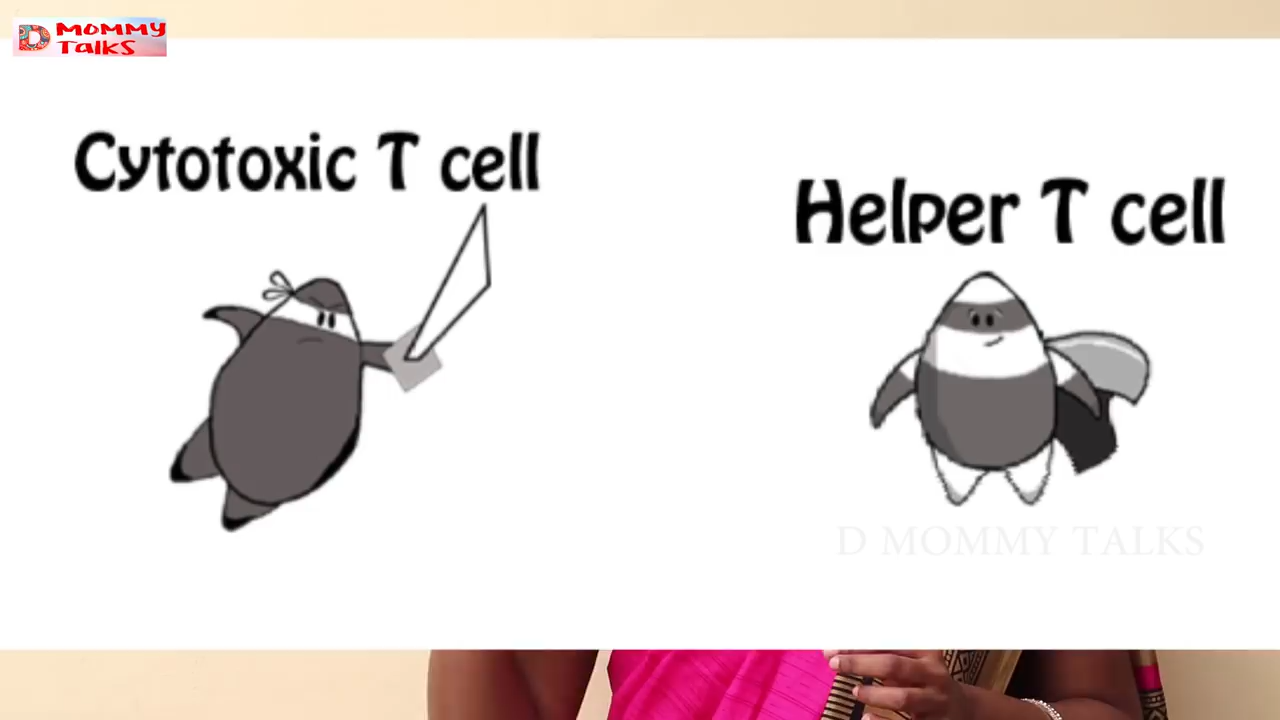 D MOMMY
TALKS
Cytotoxic T cell
Helper T cell
D MOMMY TALKS